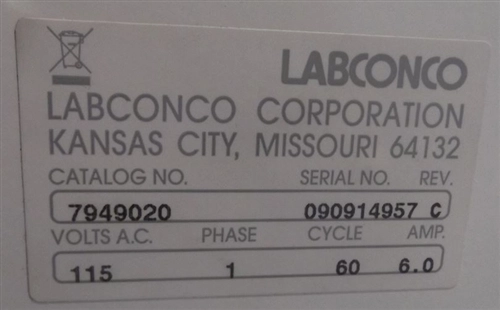 LABCONCO
LABCONCO CORPORATION
KANSAS CITY, MISSOURI 64132
CATALOG NO. SERIAL NO. REV.
7949020 090914957 C
VOLTS A.C. PHASE CYCLE AMP.
115 1 60 6.0